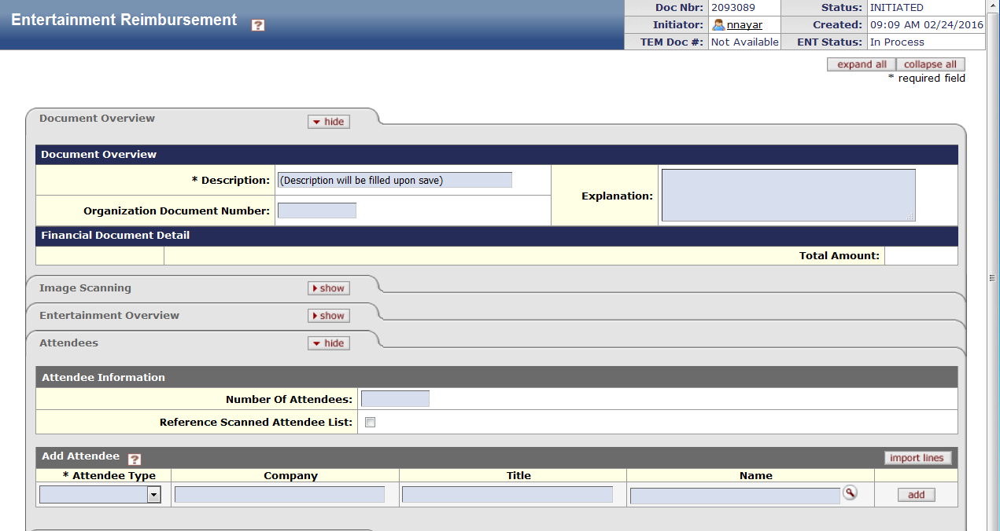 Entertainment Reimbursement ?
Doc Nbr: 2093089 Status: INITIATED
Initiator: nnayar Created: 09:09 AM 02/24/2016
TEM Doc #: Not Available ENT Status: In Process
expand all collapse all
* required field
Document Overview hide
Document Overview
* Description: (Description will be filled upon save)
Explanation:
Organization Document Number:
Financial Document Detail
Total Amount:
Image Scanning show
Entertainment Overview show
Attendees hide
Attendee Information
Number Of Attendees:
Reference Scanned Attendee List:
Add Attendee ? import lines
* Attendee Type Company Title Name
add